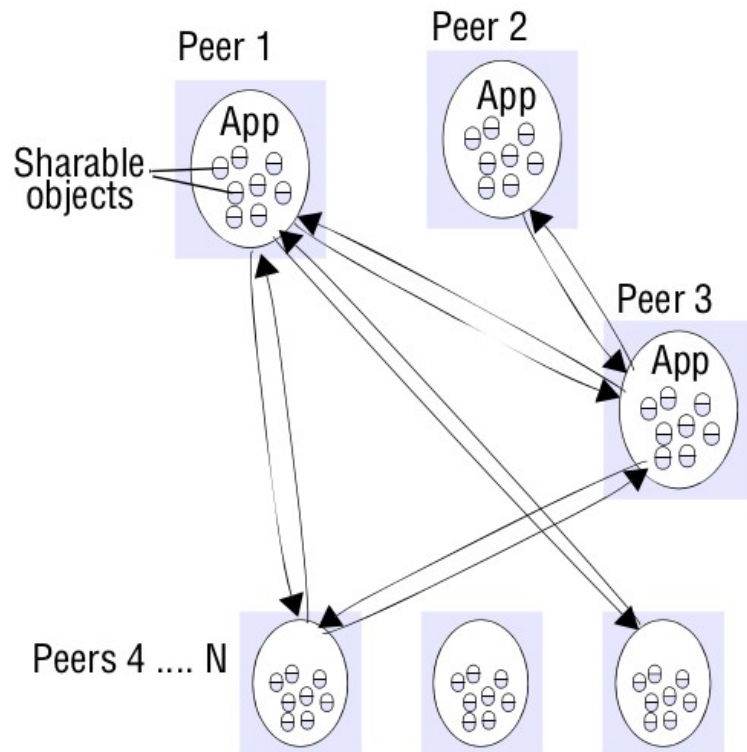 Peer 1
Peer 2
App
App
Sharable
objects
Peer 3
App
Peers 4 .... N